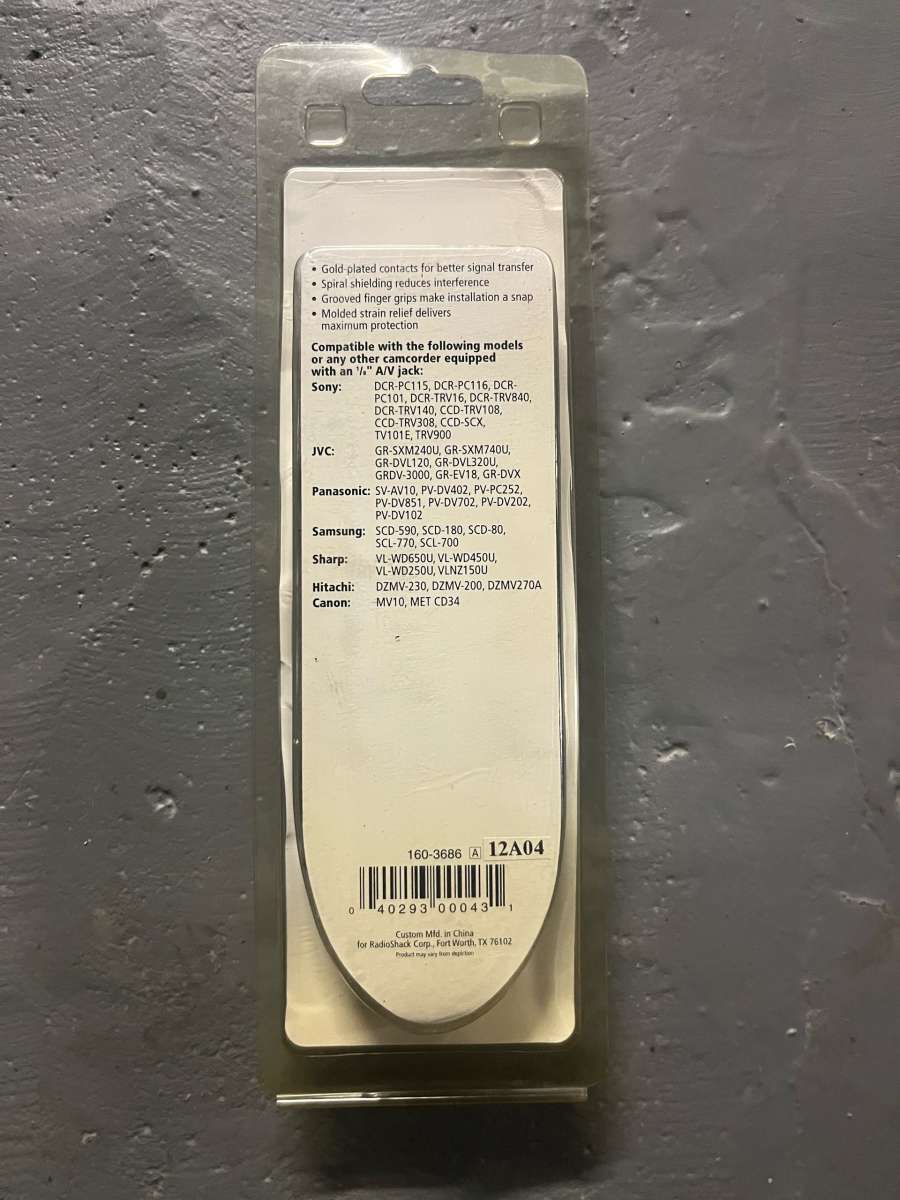 • Gold-plated contacts for better signal transfer
• Spiral shielding reduces interference
• Grooved finger grips make installation a snap
• Molded strain relief delivers
maximum protection
Compatible with the following models
or any other camcorder equipped
with an 1/8" A/V jack:
Sony: DCR-PC115, DCR-PC116, DCR-
PC101, DCR-TRV16, DCR-TRV840,
DCR-TRV140, CCD-TRV108,
CCD-TRV308, CCD-SCX,
TV101E, TRV900
JVC: GR-SXM240U, GR-SXM740U,
GR-DVL120, GR-DVL320U,
GRDV-3000, GR-EV18, GR-DVX
Panasonic: SV-AV10, PV-DV402, PV-PC252,
PV-DV851, PV-DV702, PV-DV202,
PV-DV102
Samsung: SCD-590, SCD-180, SCD-80,
SCL-770, SCL-700
Sharp: VL-WD650U, VL-WD450U,
VL-WD250U, VLNZ150U
Hitachi: DZMV-230, DZMV-200, DZMV270A
Canon: MV10, MET CD34
160-3686 A 12A04
0 40293 00043 1
Custom Mfd. in China
for RadioShack Corp., Fort Worth, TX 76102
Product may vary from depiction